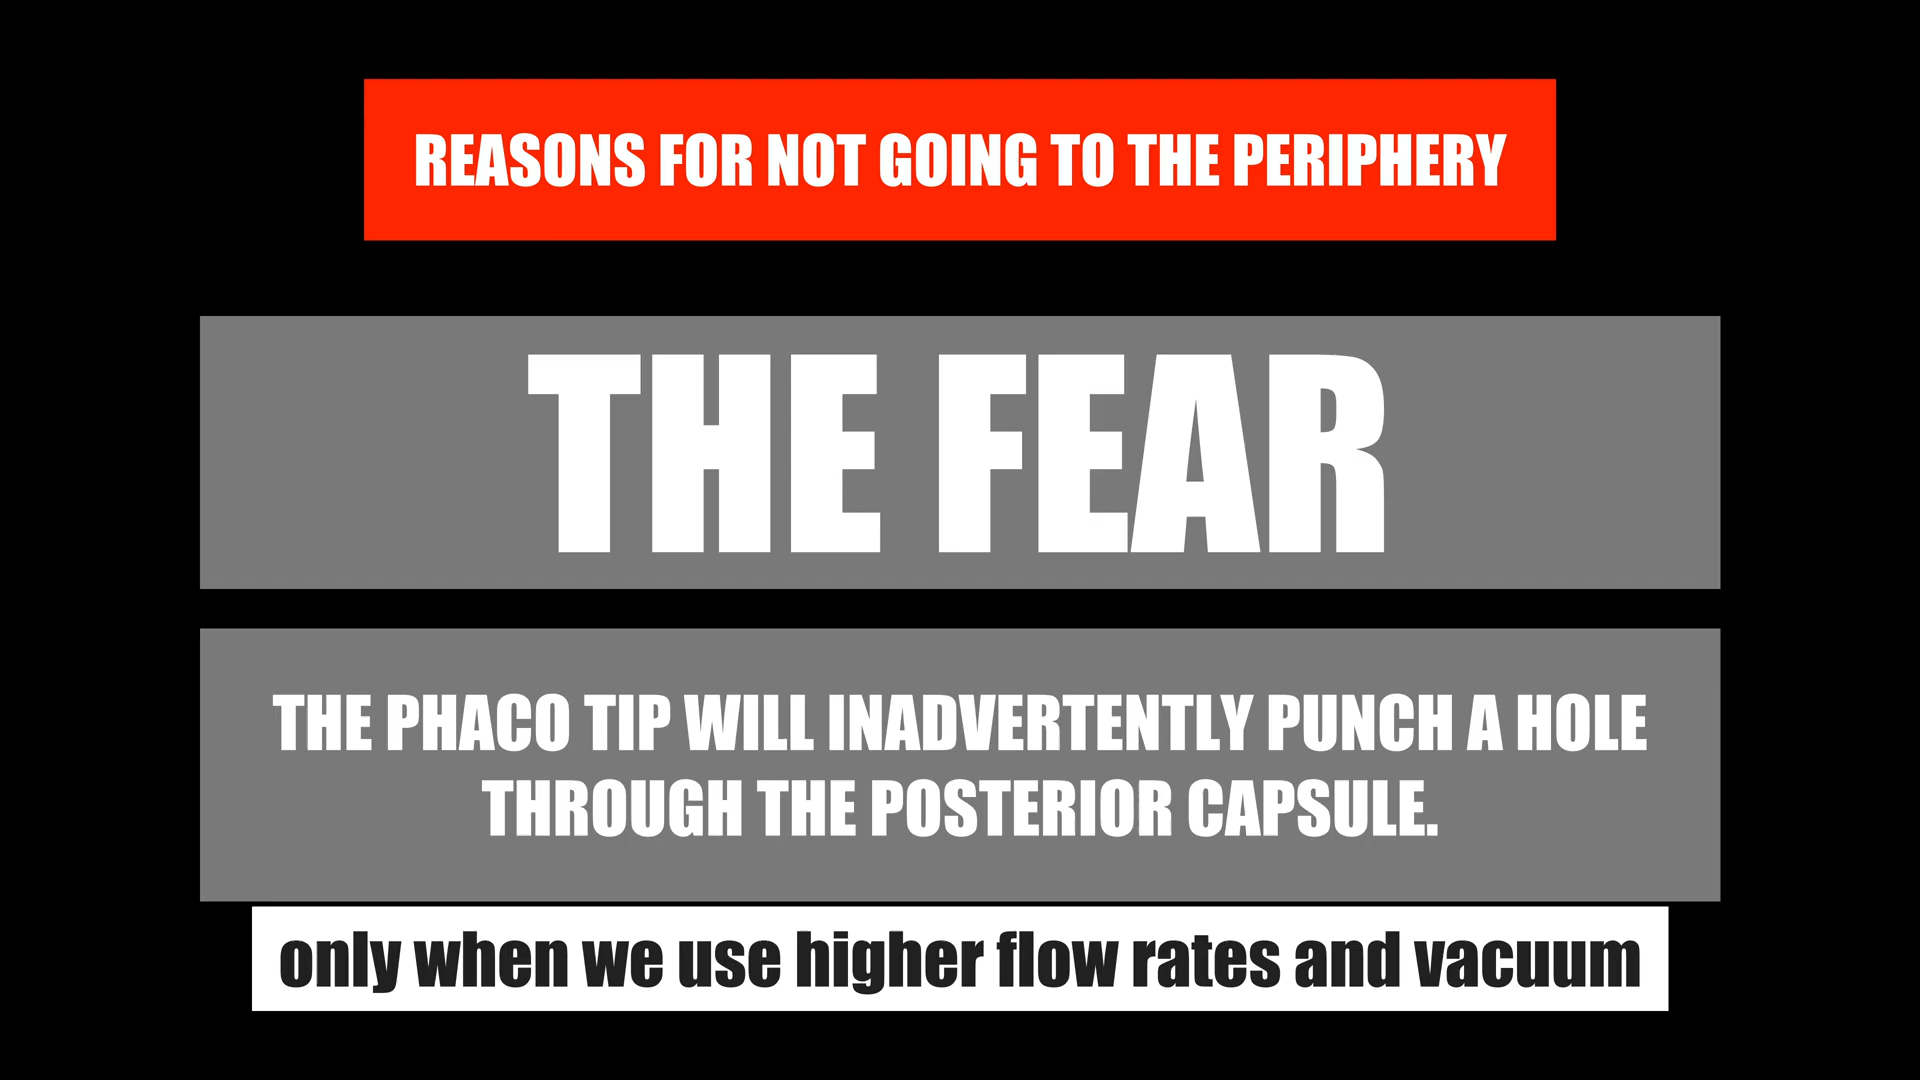 REASONS FOR NOT GOING TO THE PERIPHERY
THE FEAR
THE PHACO TIP WILL INADVERTENTLY PUNCH A HOLE
THROUGH THE POSTERIOR CAPSULE.
only when we use higher flow rates and vacuum